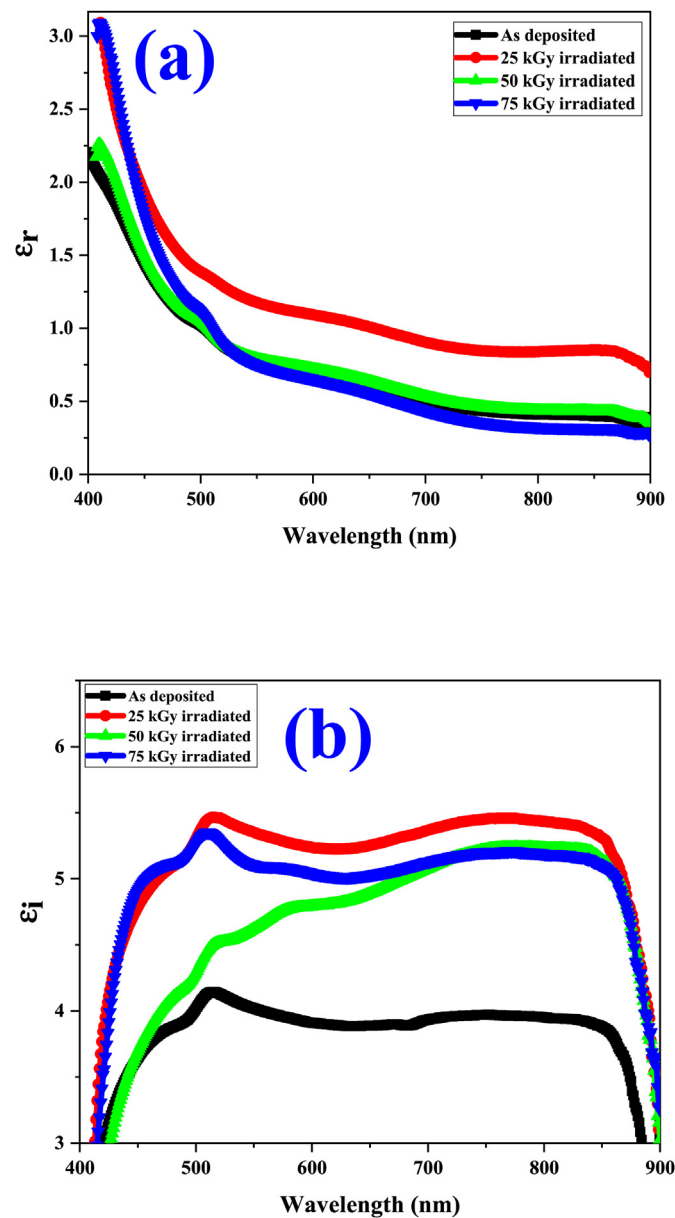 (a)
As deposited
25 kGy irradiated
50 kGy irradiated
75 kGy irradiated
3.0
2.5
2.0
1.5
1.0
0.5
0.0
εr
400 500 600 700 800 900
Wavelength (nm)
As deposited
25 kGy irradiated
50 kGy irradiated
75 kGy irradiated
(b)
6
5
4
3
εi
400 500 600 700 800 900
Wavelength (nm)